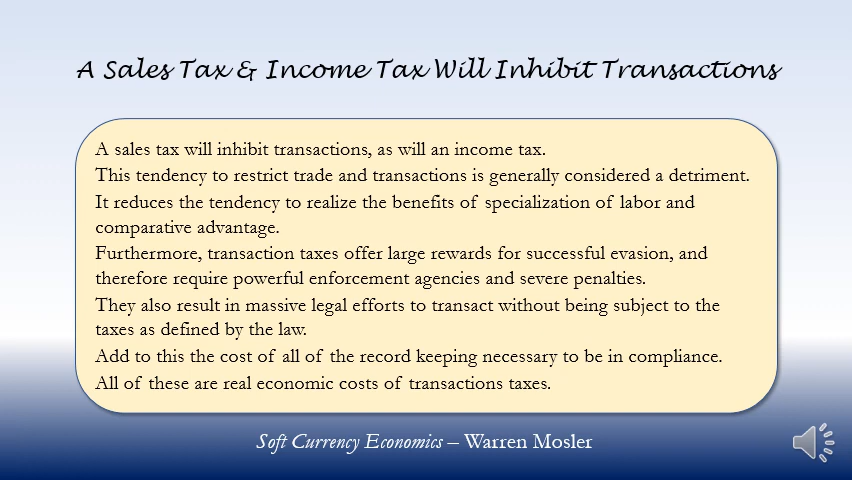 A Sales Tax & Income Tax Will Inhibit Transactions
A sales tax will inhibit transactions, as will an income tax.
This tendency to restrict trade and transactions is generally considered a detriment.
It reduces the tendency to realize the benefits of specialization of labor and
comparative advantage.
Furthermore, transaction taxes offer large rewards for successful evasion, and
therefore require powerful enforcement agencies and severe penalties.
They also result in massive legal efforts to transact without being subject to the
taxes as defined by the law.
Add to this the cost of all of the record keeping necessary to be in compliance.
All of these are real economic costs of transactions taxes.
Soft Currency Economics – Warren Mosler